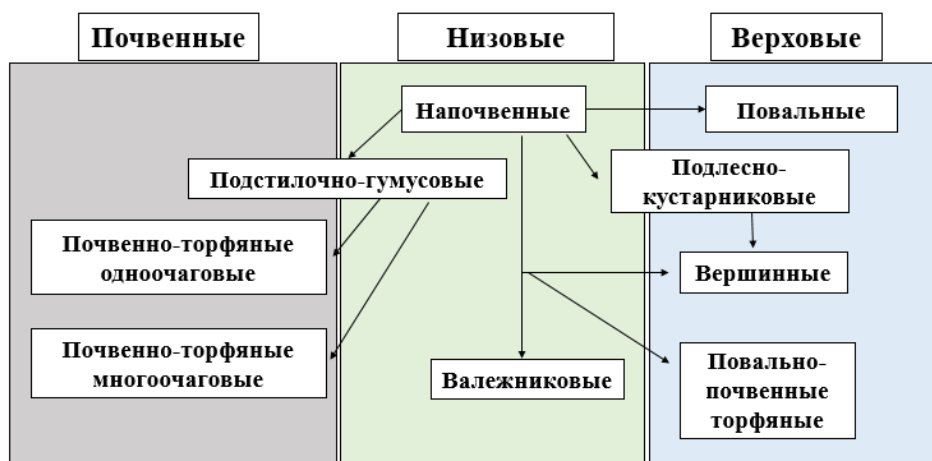 Почвенные
Низовые
Верховые
Напочвенные
Повальные
Подстилочно-гумусовые
Подлесно-
кустарниковые
Почвенно-торфяные
одноочаговые
Вершинные
Почвенно-торфяные
многоочаговые
Валежниковые
Повально-
почвенные
торфяные